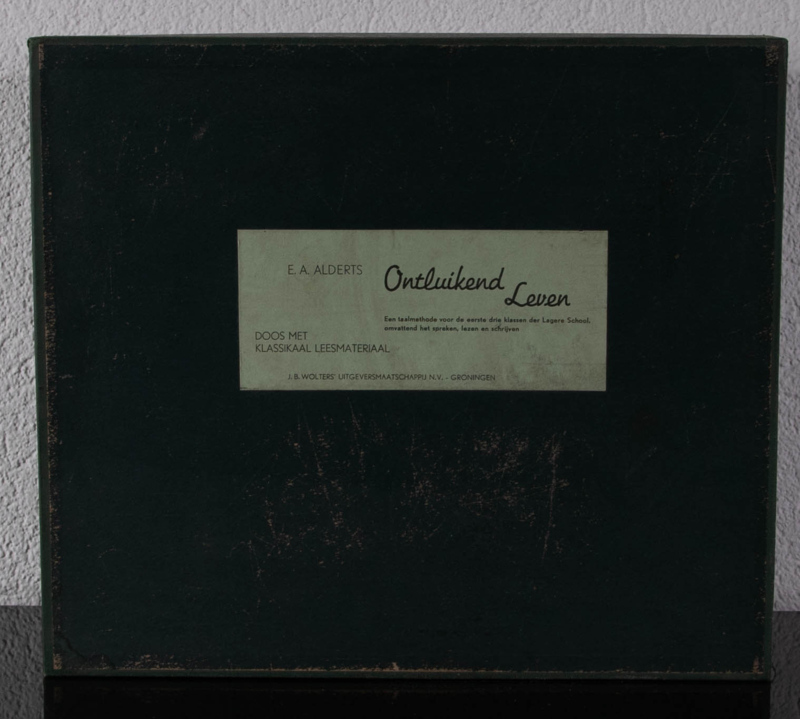 E. A. ALDERTS
Ontluikend
Leven
Een taalmethode voor de eerste drie klassen der Lagere School,
omvattend het spreken, lezen en schrijven
DOOS MET
KLASSIKAAL LEESMATERIAAL
J. B. WOLTERS' UITGEVERSMAATSCHAPPIJ N.V. - GRONINGEN